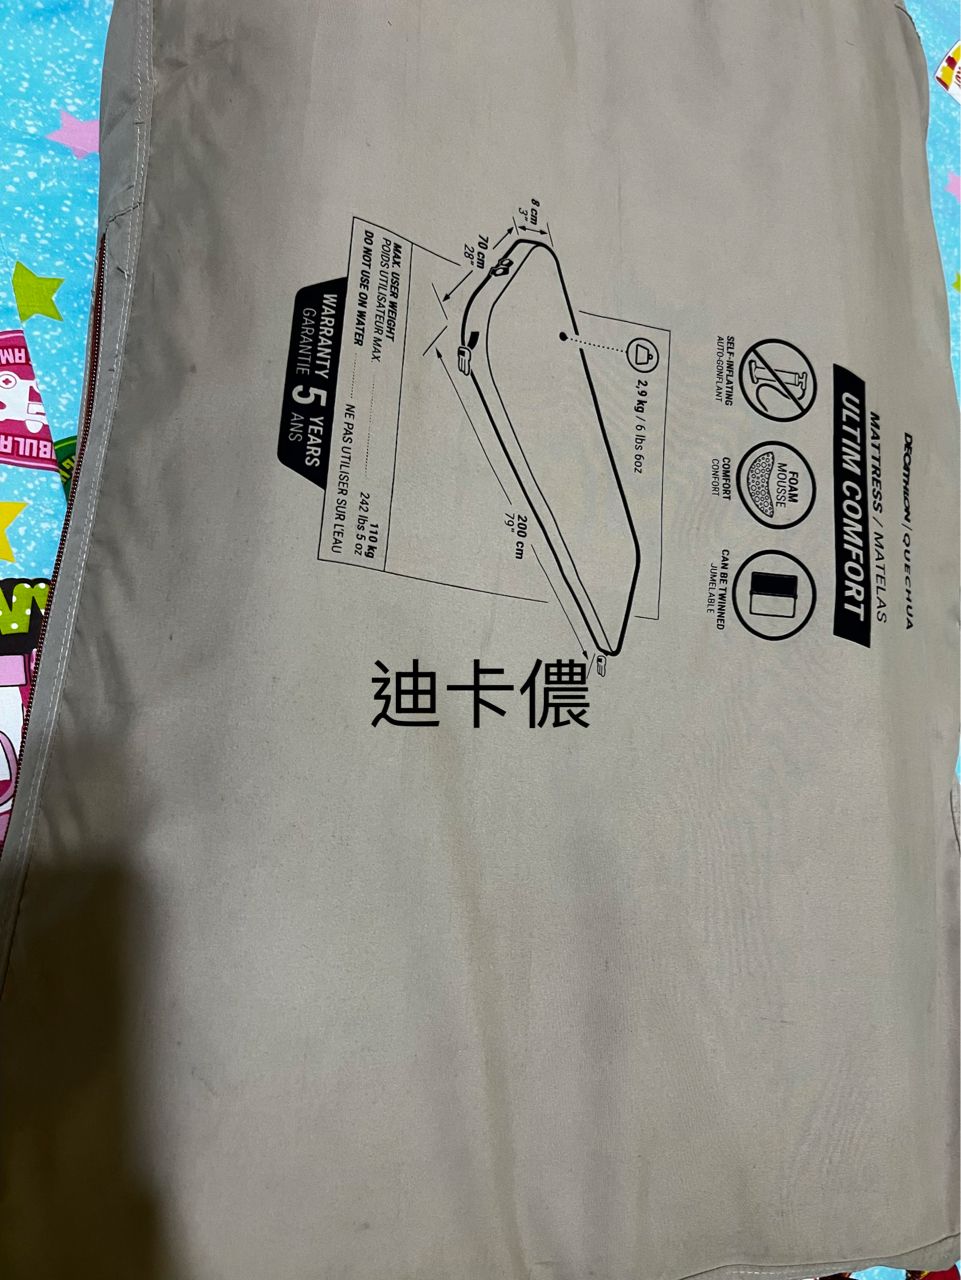 DECATHLON | QUECHUA
MATTRESS / MATELAS
ULTIM COMFORT
SELF-INFLATING
AUTO-GONFLANT
FOAM
MOUSSE
COMFORT
CONFORT
CAN BE TWINNED
JUMELABLE
2,9 kg / 6 lbs 6oz
8 cm
3"
70 cm
28"
200 cm
79"
MAX. USER WEIGHT
POIDS UTILISATEUR MAX. 110 kg
242 lbs 5 oz
DO NOT USE ON WATER NE PAS UTILISER SUR L'EAU
WARRANTY 5 YEARS
GARANTIE ANS
迪卡儂